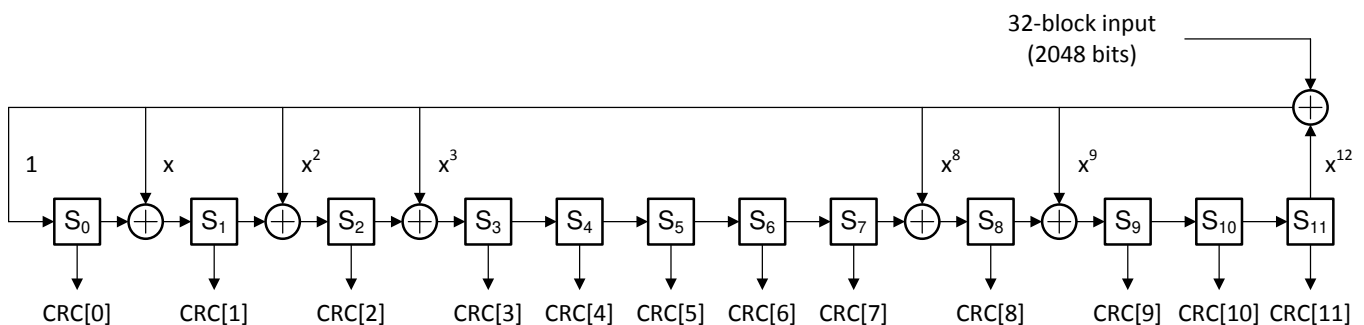 32-block input
(2048 bits)
1 x x² x³ x⁸ x⁹ x¹²
S₀ S₁ S₂ S₃ S₄ S₅ S₆ S₇ S₈ S₉ S₁₀ S₁₁
CRC[0] CRC[1] CRC[2] CRC[3] CRC[4] CRC[5] CRC[6] CRC[7] CRC[8] CRC[9] CRC[10] CRC[11]